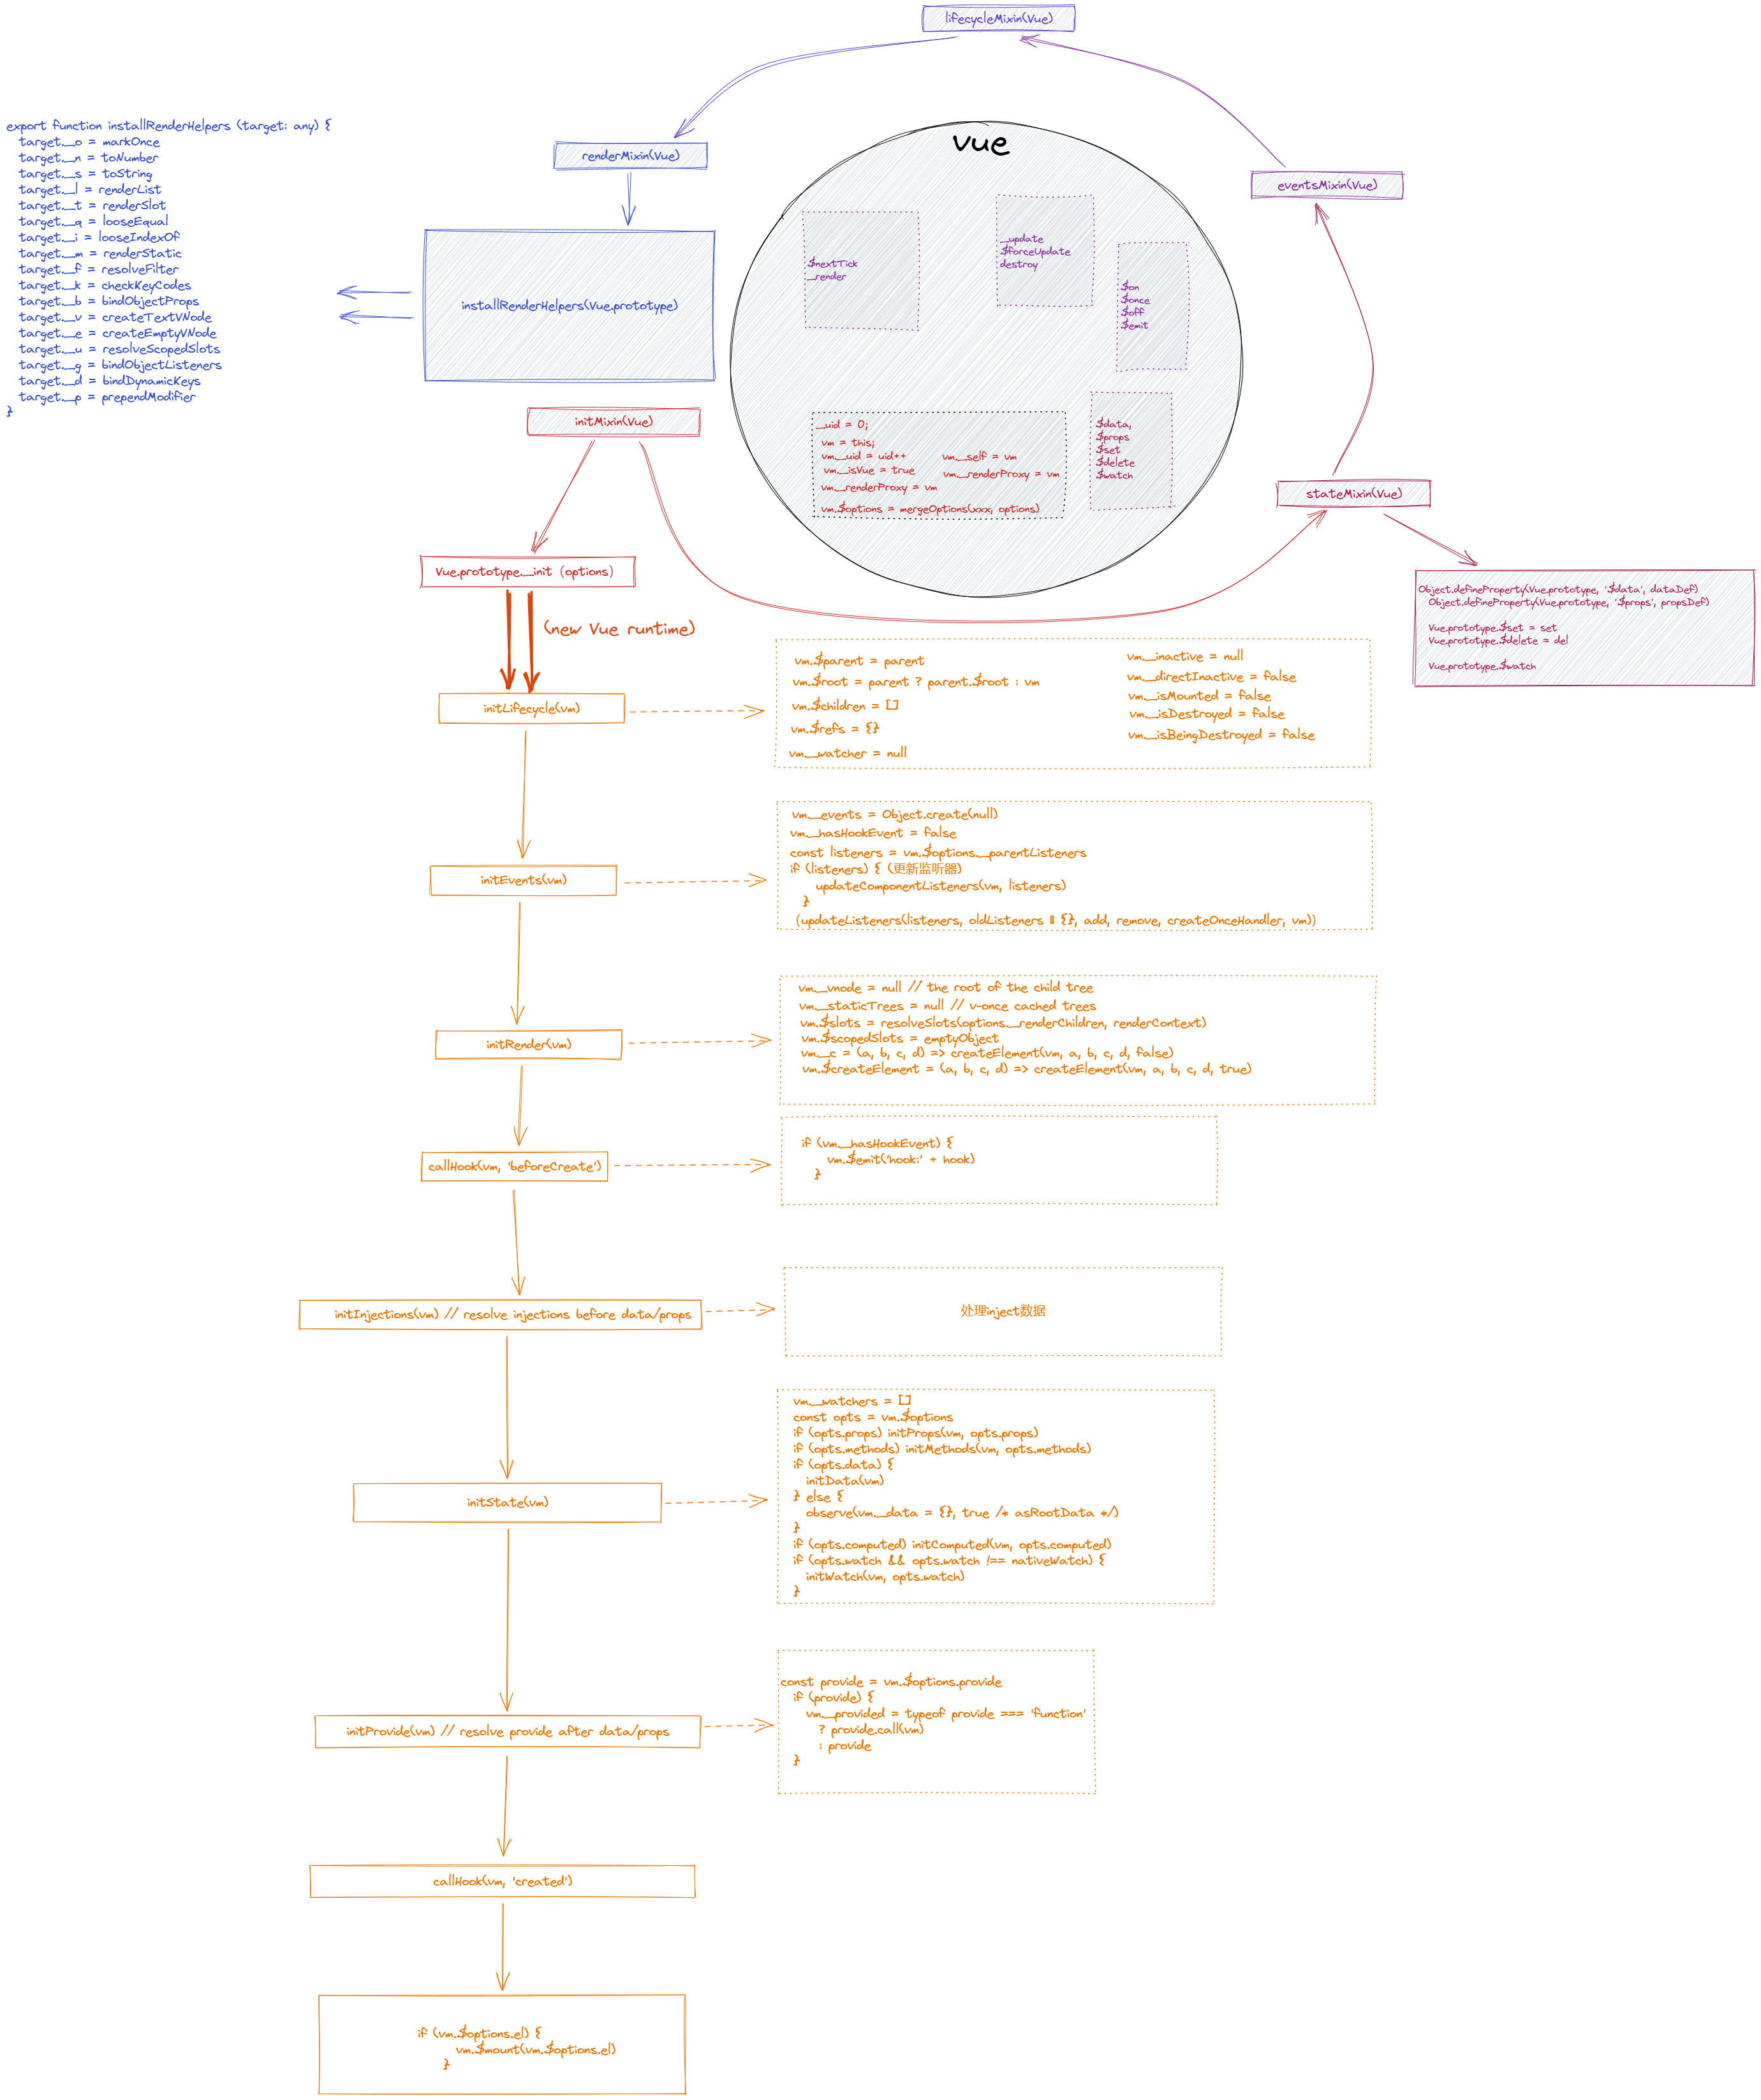 lifecycleMixin(Vue)
renderMixin(Vue)
eventsMixin(Vue)
export function installRenderHelpers (target: any) {
target._o = markOnce
target._n = toNumber
target._s = toString
target._l = renderList
target._t = renderSlot
target._q = looseEqual
target._i = looseIndexOf
target._m = renderStatic
target._f = resolveFilter
target._k = checkKeyCodes
target._b = bindObjectProps
target._v = createTextVNode
target._e = createEmptyVNode
target._u = resolveScopedSlots
target._g = bindObjectListeners
target._d = bindDynamicKeys
target._p = prependModifier
}
installRenderHelpers(Vue.prototype)
vue
$nextTick
_render
_update
$forceUpdate
destroy
$on
$once
$off
$emit
_uid = 0;
vm = this;
vm._uid = uid++
vm._self = vm
vm._isVue = true
vm._renderProxy = vm
vm._renderProxy = vm
vm.$options = mergeOptions(xxx, options)
$data,
$props
$set
$delete
$watch
initMixin(Vue)
stateMixin(Vue)
Object.defineProperty(Vue.prototype, '$data', dataDef)
Object.defineProperty(Vue.prototype, '$props', propsDef)
Vue.prototype.$set = set
Vue.prototype.$delete = del
Vue.prototype.$watch
Vue.prototype._init (options)
(new Vue runtime)
initLifecycle(vm)
vm.$parent = parent
vm.$root = parent ? parent.$root : vm
vm.$children = []
vm.$refs = {}
vm._watcher = null
vm._inactive = null
vm._directInactive = false
vm._isMounted = false
vm._isDestroyed = false
vm._isBeingDestroyed = false
initEvents(vm)
vm._events = Object.create(null)
vm._hasHookEvent = false
const listeners = vm.$options._parentListeners
if (listeners) { (更新监听器)
updateComponentListeners(vm, listeners)
}
(updateListeners(listeners, oldListeners || {}, add, remove, createOnceHandler, vm))
initRender(vm)
vm._vnode = null // the root of the child tree
vm._staticTrees = null // v-once cached trees
vm.$slots = resolveSlots(options._renderChildren, renderContext)
vm.$scopedSlots = emptyObject
vm._c = (a, b, c, d) => createElement(vm, a, b, c, d, false)
vm.$createElement = (a, b, c, d) => createElement(vm, a, b, c, d, true)
callHook(vm, 'beforeCreate')
if (vm._hasHookEvent) {
vm.$emit('hook:' + hook)
}
initInjections(vm) // resolve injections before data/props
处理inject数据
initState(vm)
vm._watchers = []
const opts = vm.$options
if (opts.props) initProps(vm, opts.props)
if (opts.methods) initMethods(vm, opts.methods)
if (opts.data) {
initData(vm)
} else {
observe(vm._data = {}, true /* asRootData */)
}
if (opts.computed) initComputed(vm, opts.computed)
if (opts.watch && opts.watch !== nativeWatch) {
initWatch(vm, opts.watch)
}
initProvide(vm) // resolve provide after data/props
const provide = vm.$options.provide
if (provide) {
vm._provided = typeof provide === 'function'
? provide.call(vm)
: provide
}
callHook(vm, 'created')
if (vm.$options.el) {
vm.$mount(vm.$options.el)
}